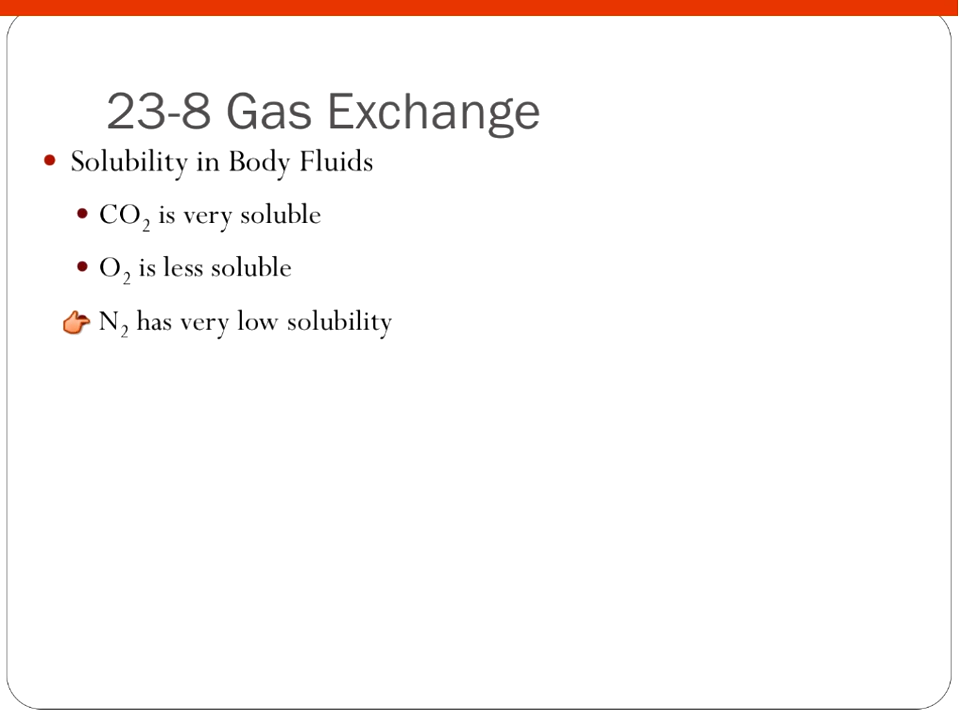 23-8 Gas Exchange
• Solubility in Body Fluids
• CO₂ is very soluble
• O₂ is less soluble
👉 N₂ has very low solubility